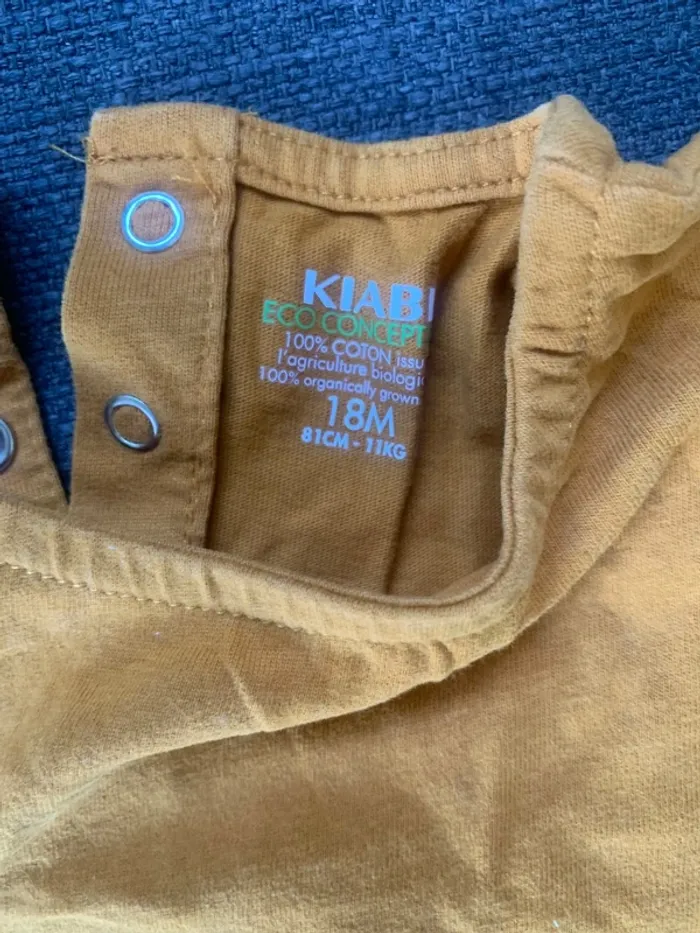 KIABI
ECO CONCEPT
100% COTON issu
l'agriculture biologi
100% organically grown
18M
81CM - 11KG